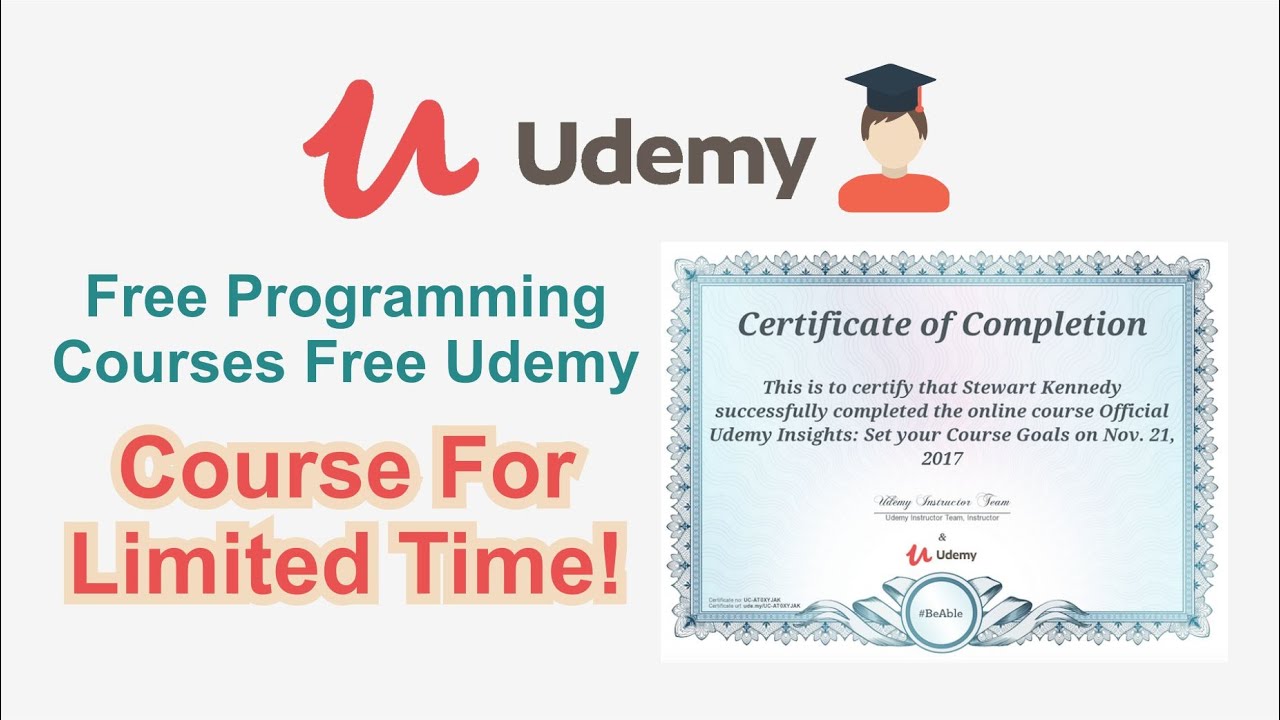 Udemy
Free Programming
Courses Free Udemy
Course For
Limited Time!
Certificate of Completion
This is to certify that Stewart Kennedy
successfully completed the online course Official
Udemy Insights: Set your Course Goals on Nov. 21,
2017
Udemy Instructor Team
Udemy Instructor Team, Instructor
&
Udemy
Certificate no: UC-AT0XYJAK
Certificate url: ude.my/UC-AT0XYJAK
#BeAble